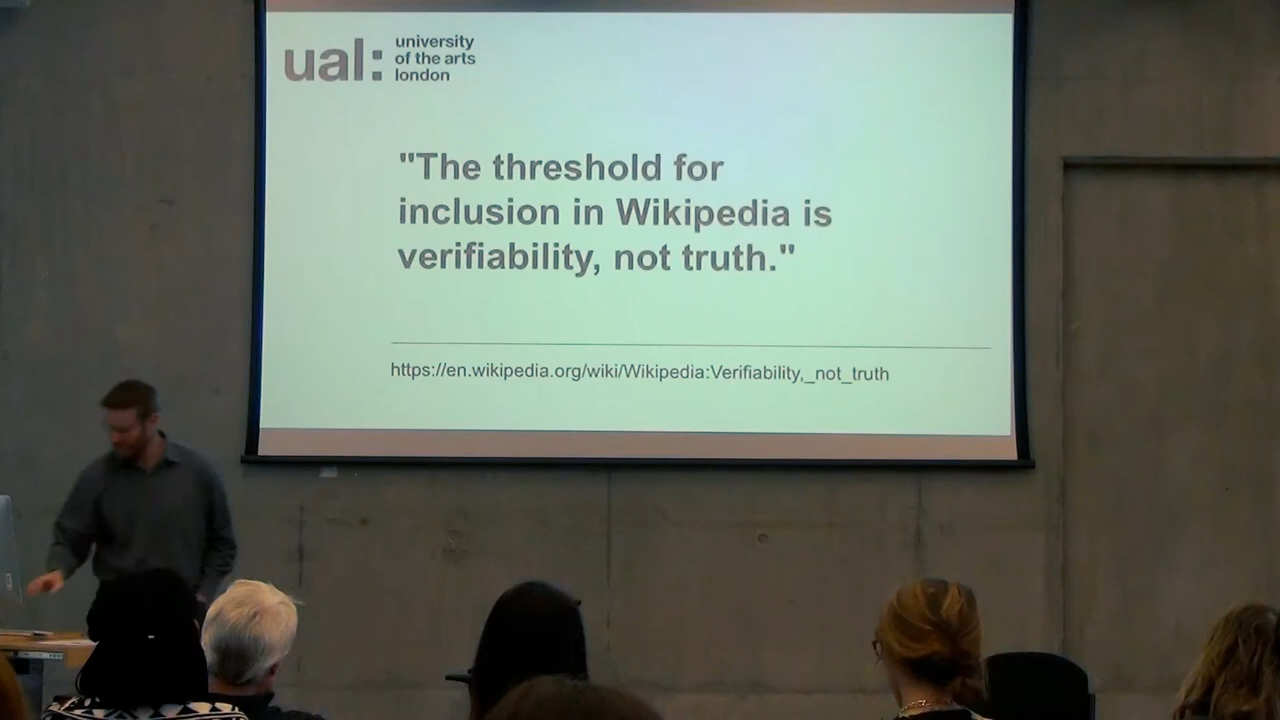 ual:
university
of the arts
london
"The threshold for
inclusion in Wikipedia is
verifiability, not truth."
https://en.wikipedia.org/wiki/Wikipedia:Verifiability,_not_truth